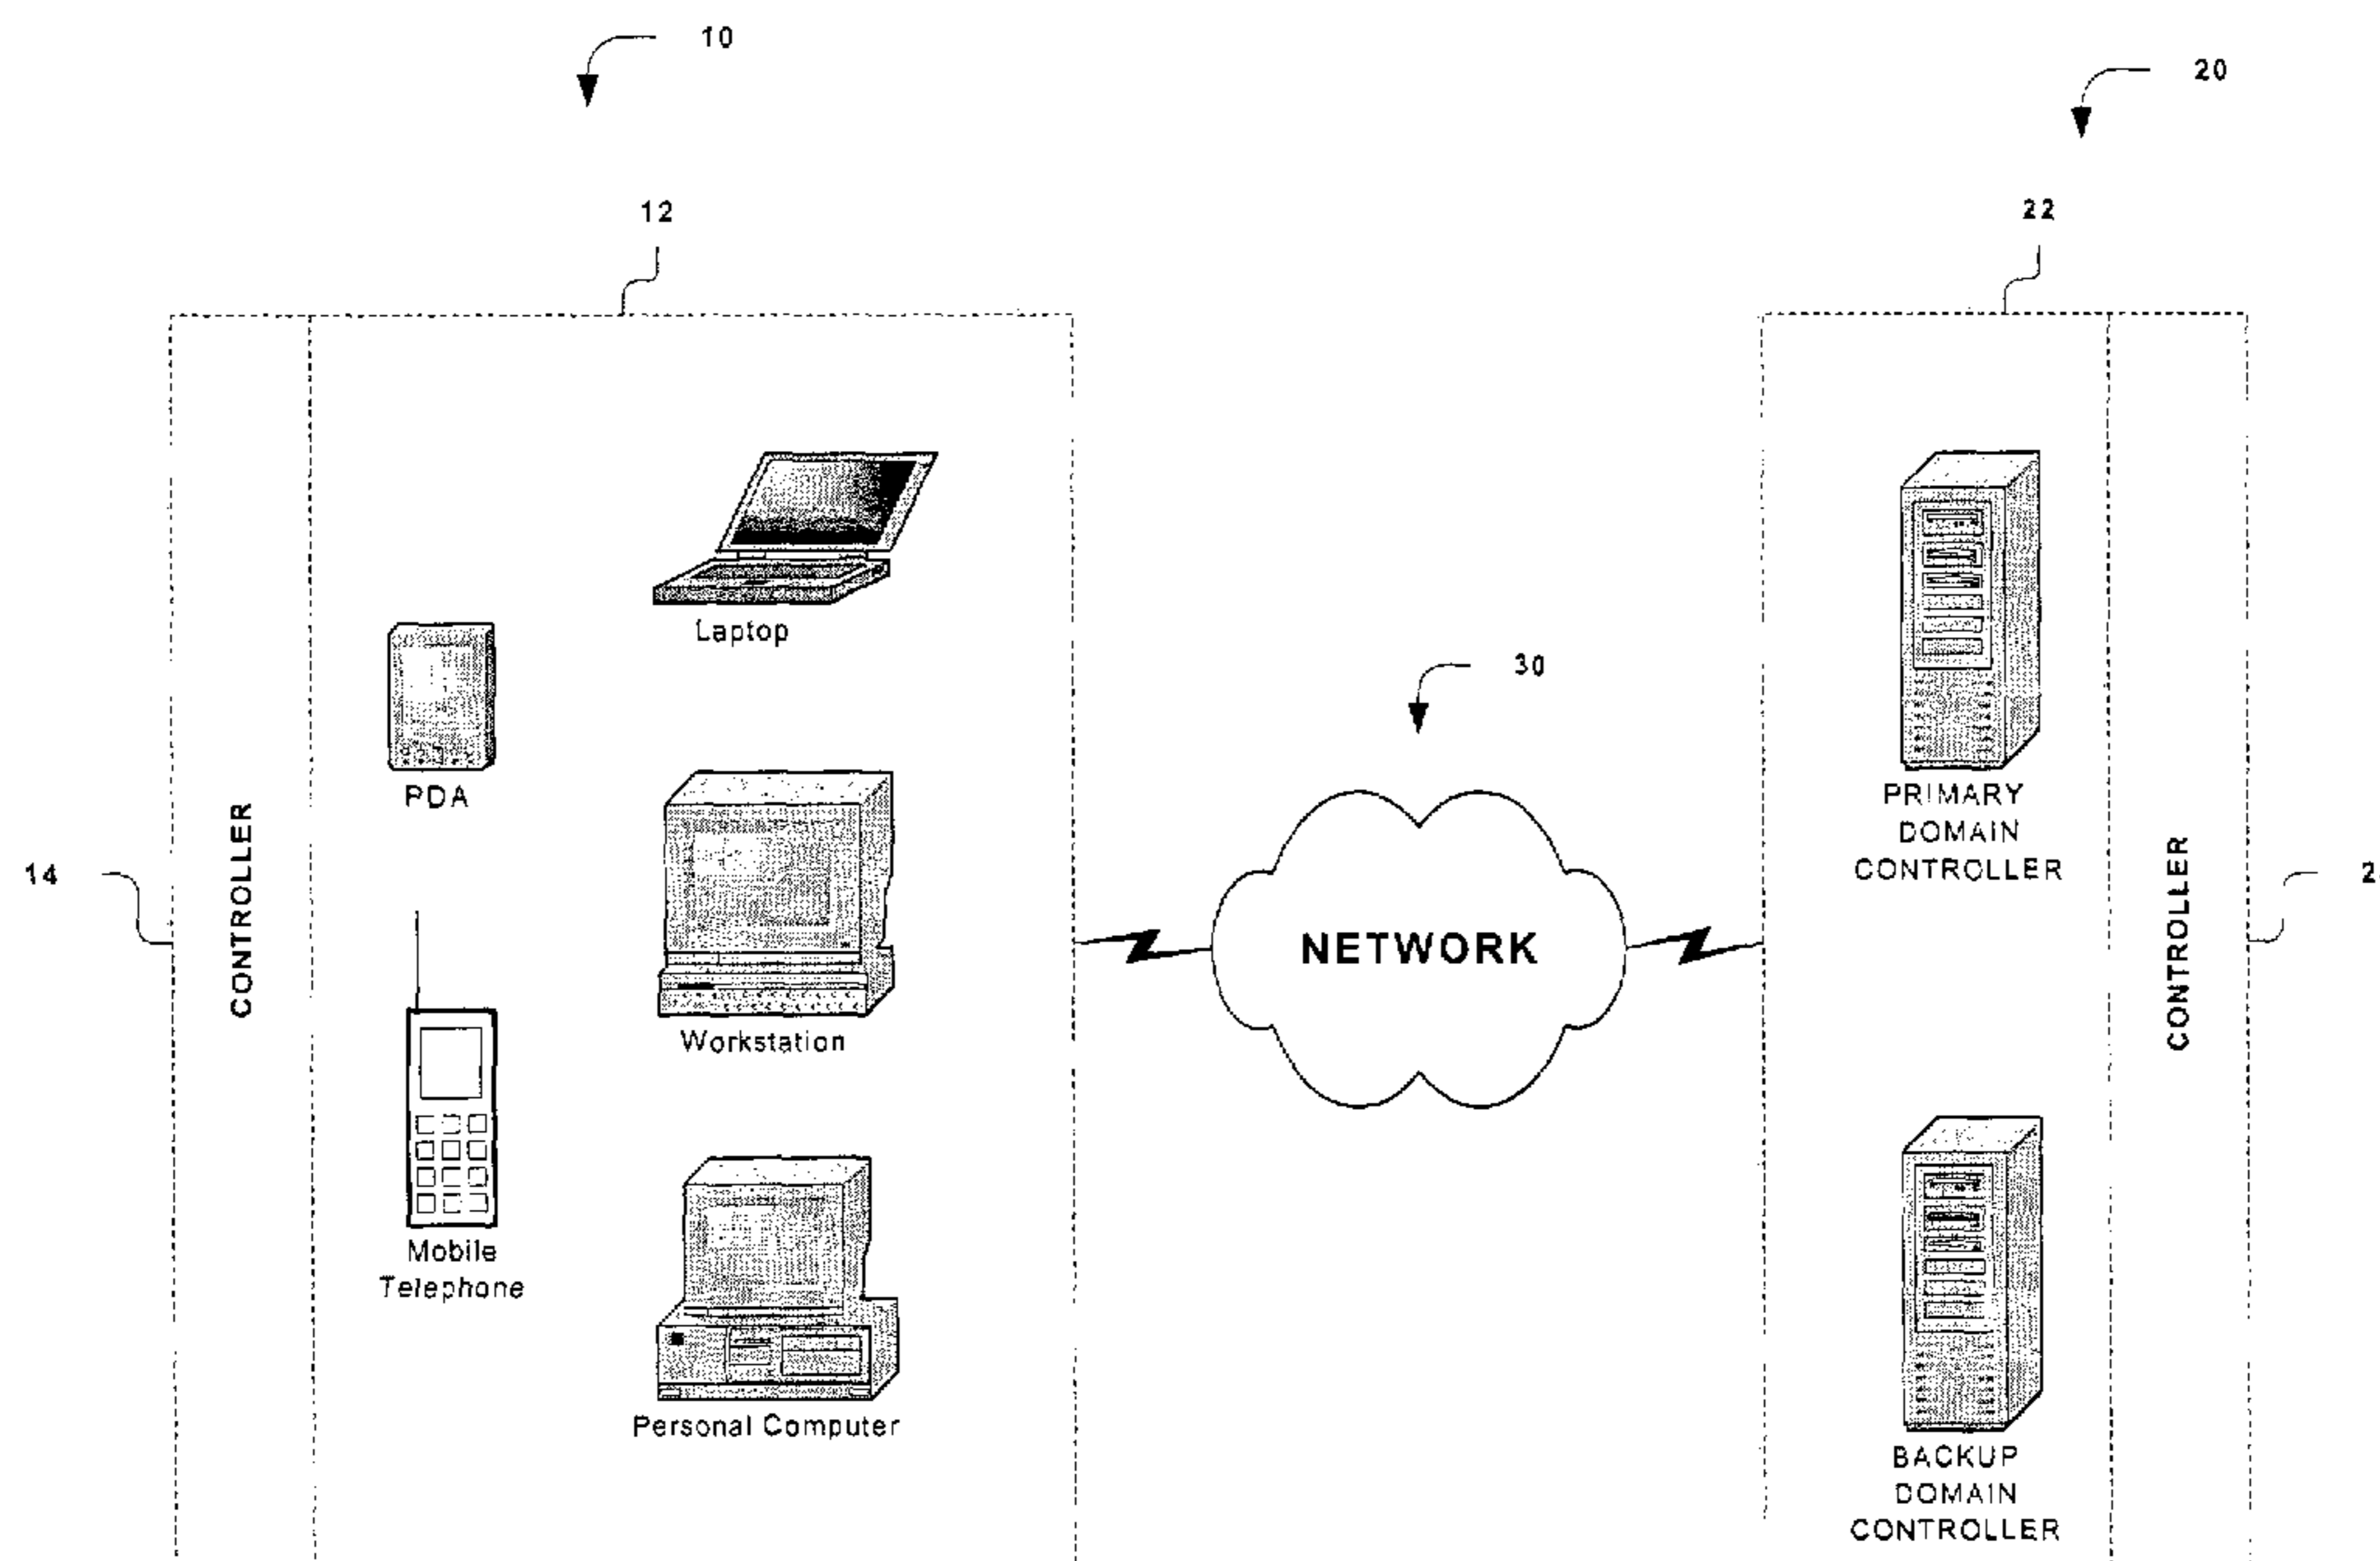 10
20
12
22
Laptop
30
PDA
PRIMARY
DOMAIN
CONTROLLER
14
CONTROLLER
NETWORK
CONTROLLER
2
Workstation
Mobile
Telephone
Personal Computer
BACKUP
DOMAIN
CONTROLLER